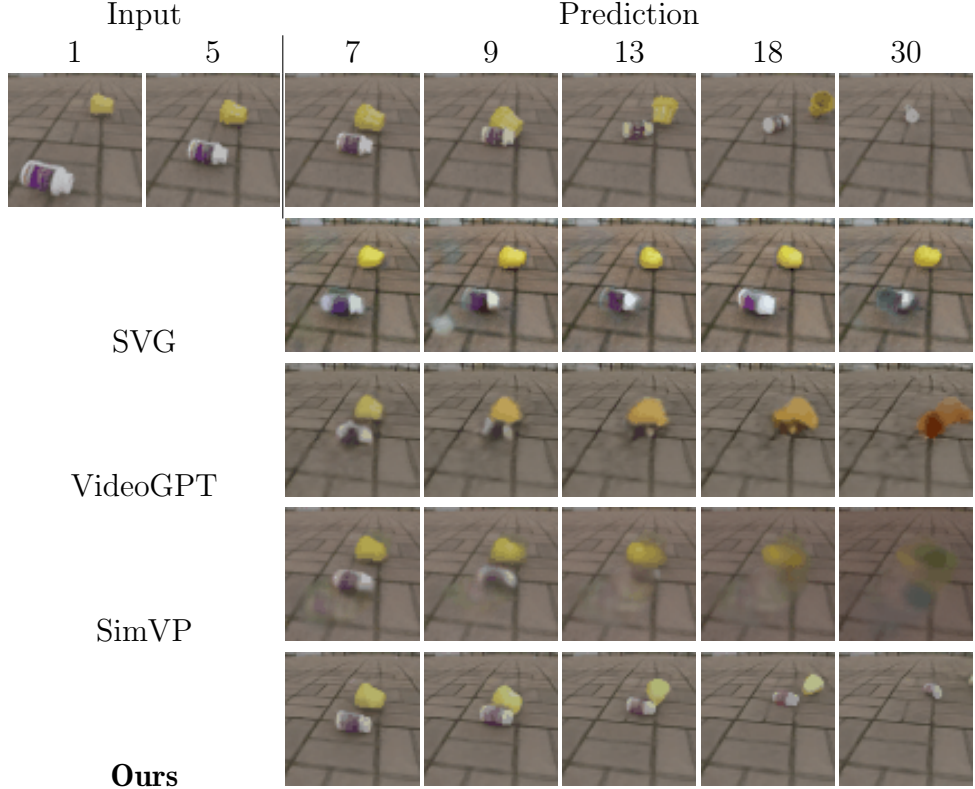 Input Prediction
1 5 7 9 13 18 30
SVG
VideoGPT
SimVP
Ours